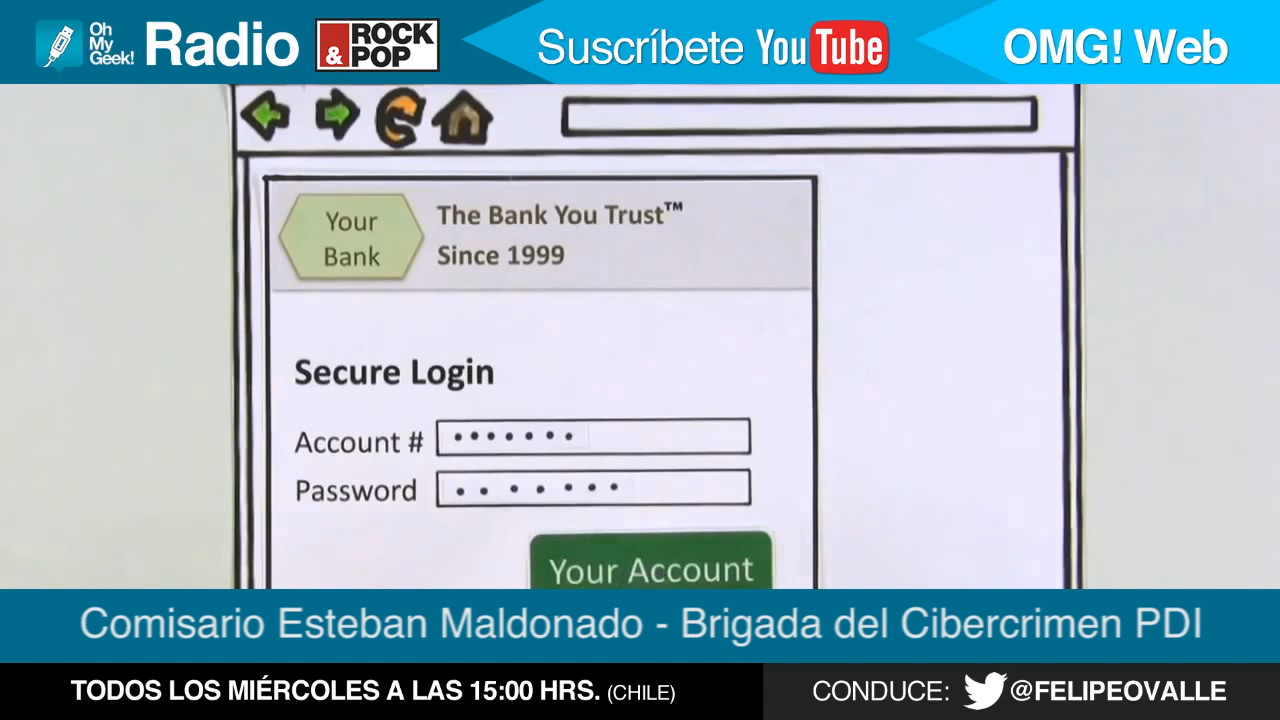 Oh
My
Geek!
Radio
ROCK
& POP
Suscríbete YouTube
OMG! Web
Your
Bank
The Bank You Trust™
Since 1999
Secure Login
Account #
Password
Your Account
Comisario Esteban Maldonado - Brigada del Cibercrimen PDI
TODOS LOS MIÉRCOLES A LAS 15:00 HRS. (CHILE)
CONDUCE: @FELIPEOVALLE